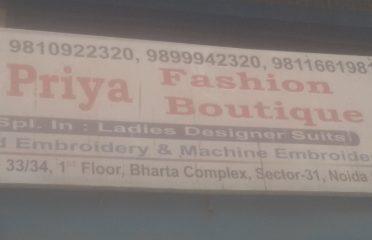 9810922320, 9899942320, 9811661981
Priya Fashion Boutique
Spl. In : Ladies Designer Suits
d Embroidery & Machine Embroide
33/34, 1st Floor, Bharta Complex, Sector-31, Noida